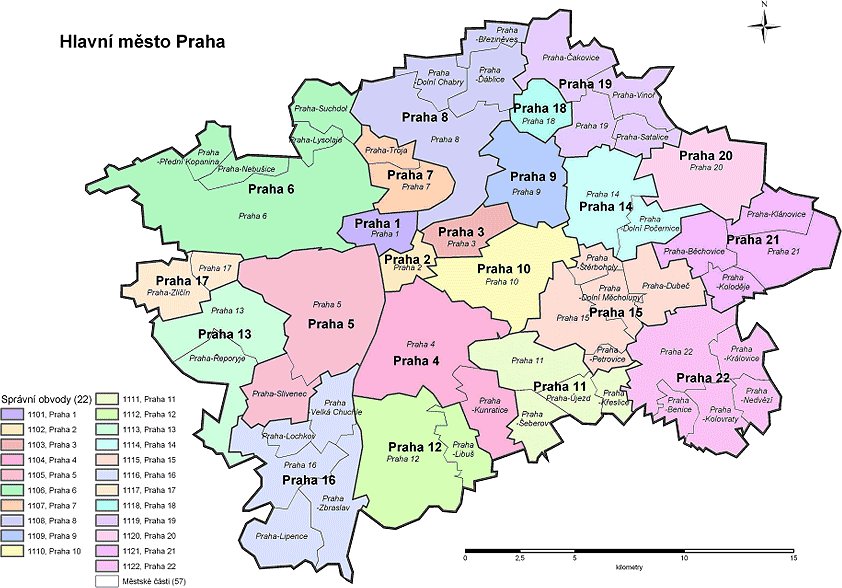 Hlavní město Praha
N
Praha
-Březiněves
Praha-Čakovice
Praha 19
Praha-Vinoř
Praha 19
Praha-Satalice
Praha
-Dolní Chabry
Praha
-Ďáblice
Praha 8
Praha 8
Praha 18
Praha 18
Praha-Suchdol
Praha-Lysolaje
Praha
-Přední Kopanina
Praha-Nebušice
Praha 6
Praha 6
Praha-Troja
Praha 7
Praha 7
Praha 9
Praha 9
Praha 14
Praha 14
Praha
-Dolní Počernice
Praha 20
Praha 20
Praha-Klánovice
Praha 21
Praha 21
Praha-Běchovice
Praha
-Koloděje
Praha 1
Praha 1
Praha 2
Praha 2
Praha 3
Praha 3
Praha 10
Praha 10
Praha
-Štěrboholy
Praha
-Dolní Měcholupy
Praha-Dubeč
Praha 15
Praha 15
Praha
-Petrovice
Praha 17
Praha 17
Praha-Zličín
Praha 13
Praha 13
Praha-Řeporyje
Praha 5
Praha 5
Praha-Slivenec
Praha 4
Praha 4
Praha
-Kunratice
Praha 11
Praha 11
Praha-Újezd
Praha
-Šeberov
Praha
-Křeslice
Praha 22
Praha 22
Praha
-Královice
Praha
-Nedvězí
Praha
-Benice
Praha
-Kolovraty
Praha 12
Praha 12
Praha
-Libuš
Praha
-Velká Chuchle
Praha-Lochkov
Praha 16
Praha 16
Praha
-Zbraslav
Praha-Lipence
Správní obvody (22)
1101, Praha 1
1102, Praha 2
1103, Praha 3
1104, Praha 4
1105, Praha 5
1106, Praha 6
1107, Praha 7
1108, Praha 8
1109, Praha 9
1110, Praha 10
1111, Praha 11
1112, Praha 12
1113, Praha 13
1114, Praha 14
1115, Praha 15
1116, Praha 16
1117, Praha 17
1118, Praha 18
1119, Praha 19
1120, Praha 20
1121, Praha 21
1122, Praha 22
Městské části (57)
0 2,5 5 10 15
kilometry